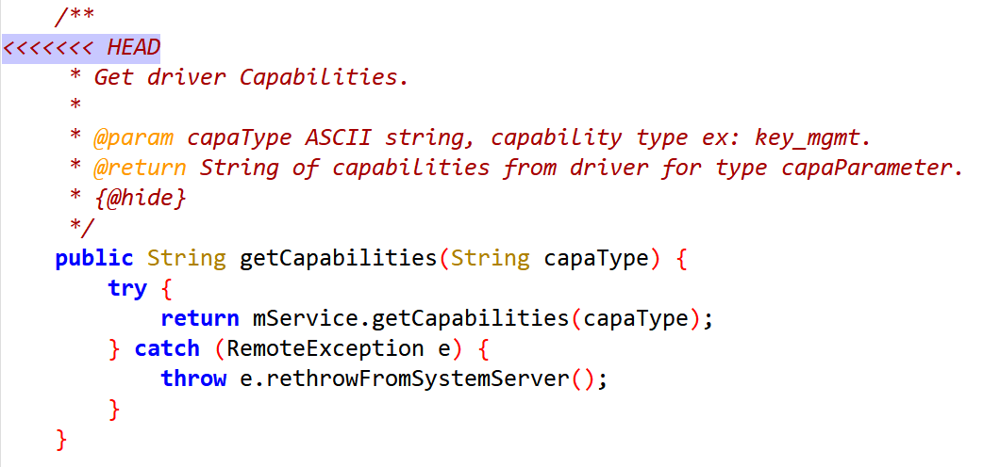 /**
<<<<<<< HEAD
* Get driver Capabilities.
*
* @param capaType ASCII string, capability type ex: key_mgmt.
* @return String of capabilities from driver for type capaParameter.
* {@hide}
*/
public String getCapabilities(String capaType) {
try {
return mService.getCapabilities(capaType);
} catch (RemoteException e) {
throw e.rethrowFromSystemServer();
}
}